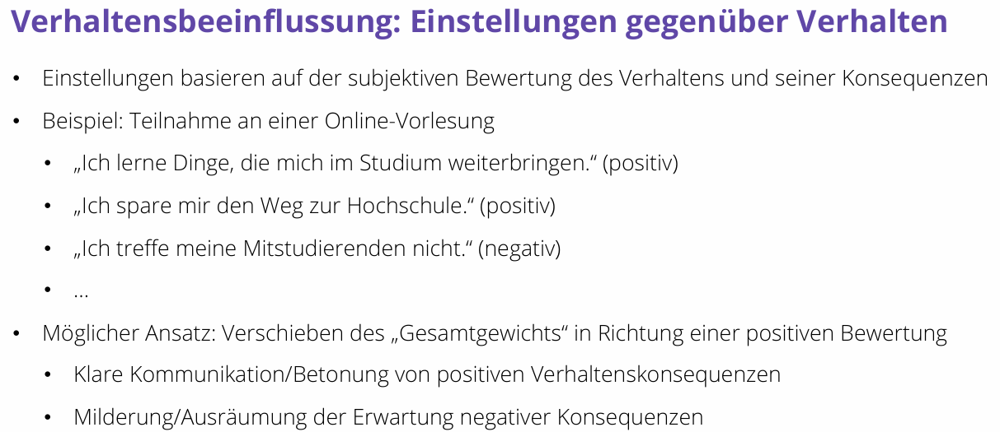 Verhaltensbeeinflussung: Einstellungen gegenüber Verhalten
• Einstellungen basieren auf der subjektiven Bewertung des Verhaltens und seiner Konsequenzen
• Beispiel: Teilnahme an einer Online-Vorlesung
• „Ich lerne Dinge, die mich im Studium weiterbringen.“ (positiv)
• „Ich spare mir den Weg zur Hochschule.“ (positiv)
• „Ich treffe meine Mitstudierenden nicht.“ (negativ)
• ...
• Möglicher Ansatz: Verschieben des „Gesamtgewichts“ in Richtung einer positiven Bewertung
• Klare Kommunikation/Betonung von positiven Verhaltenskonsequenzen
• Milderung/Ausräumung der Erwartung negativer Konsequenzen